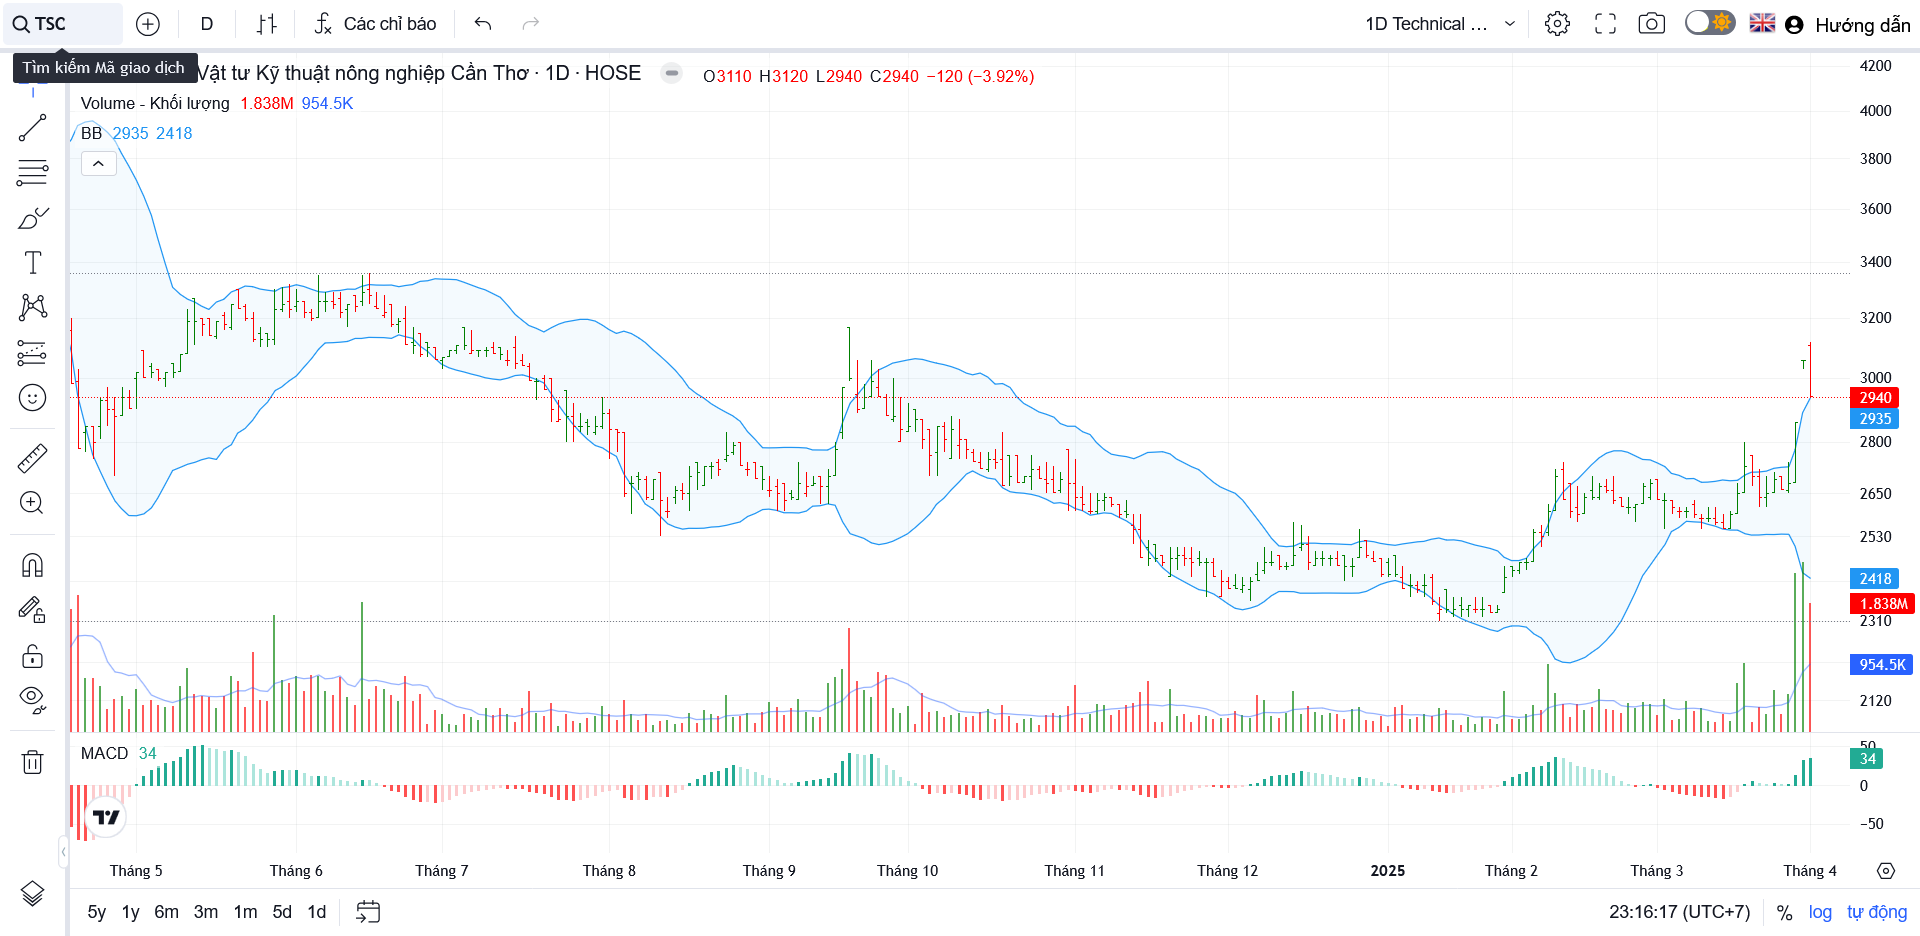 TSC
D
Các chỉ báo
1D Technical ...
Hướng dẫn
Tìm kiếm Mã giao dịch
Vật tư Kỹ thuật nông nghiệp Cần Thơ · 1D · HOSE
O3110 H3120 L2940 C2940 −120 (−3.92%)
Volume - Khối lượng 1.838M 954.5K
BB 2935 2418
4200
4000
3800
3600
3400
3200
3000
2940
2935
2800
2650
2530
2418
1.838M
2310
954.5K
2120
MACD 34
50
34
0
−50
Tháng 5 Tháng 6 Tháng 7 Tháng 8 Tháng 9 Tháng 10 Tháng 11 Tháng 12 2025 Tháng 2 Tháng 3 Tháng 4
5y 1y 6m 3m 1m 5d 1d
23:16:17 (UTC+7) % log tự động